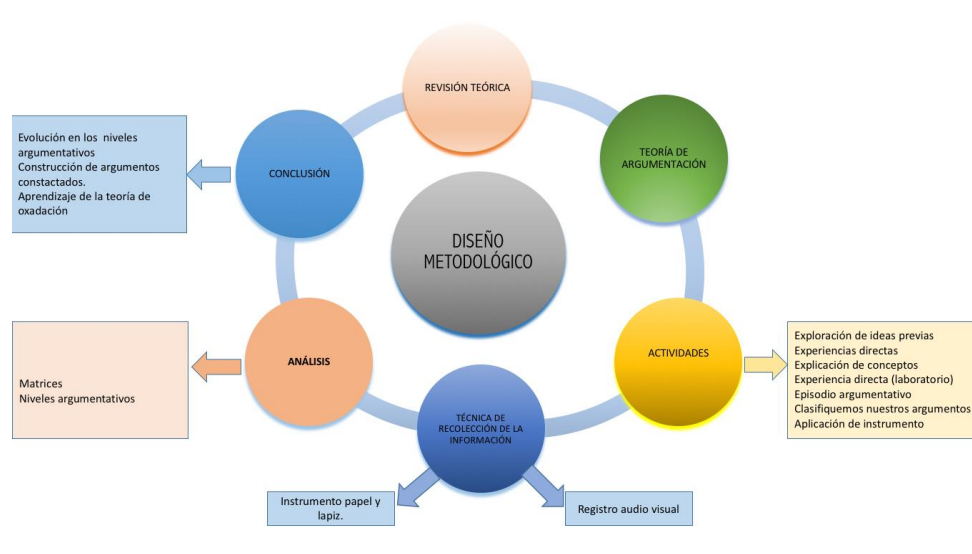 REVISIÓN TEÓRICA
TEORÍA DE
ARGUMENTACIÓN
ACTIVIDADES
Exploración de ideas previas
Experiencias directas
Explicación de conceptos
Experiencia directa (laboratorio)
Episodio argumentativo
Clasifiquemos nuestros argumentos
Aplicación de instrumento
TÉCNICA DE
RECOLECCIÓN DE LA
INFORMACIÓN
Instrumento papel y
lapiz.
Registro audio visual
ANÁLISIS
Matrices
Niveles argumentativos
CONCLUSIÓN
Evolución en los niveles
argumentativos
Construcción de argumentos
constactados.
Aprendizaje de la teoría de
oxadación
DISEÑO
METODOLÓGICO